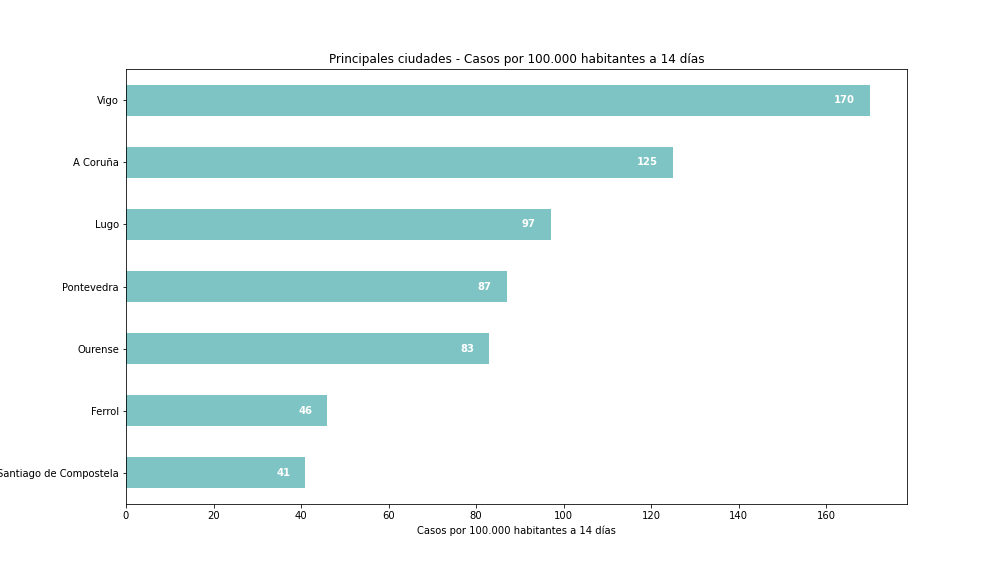 Principales ciudades - Casos por 100.000 habitantes a 14 días
Vigo 170
A Coruña 125
Lugo 97
Pontevedra 87
Ourense 83
Ferrol 46
Santiago de Compostela 41
0 20 40 60 80 100 120 140 160
Casos por 100.000 habitantes a 14 días